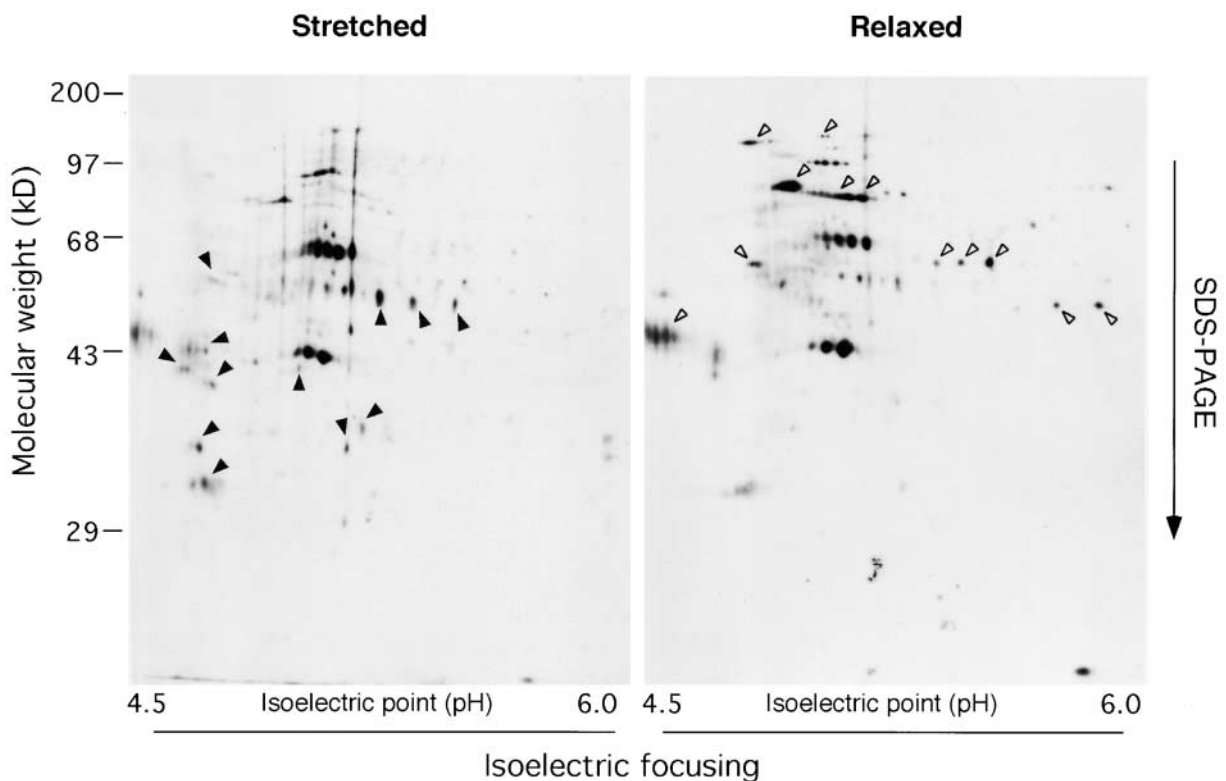 Stretched
Relaxed
Molecular weight (kD)
200
97
68
43
29
SDS-PAGE
4.5 Isoelectric point (pH) 6.0
4.5 Isoelectric point (pH) 6.0
Isoelectric focusing